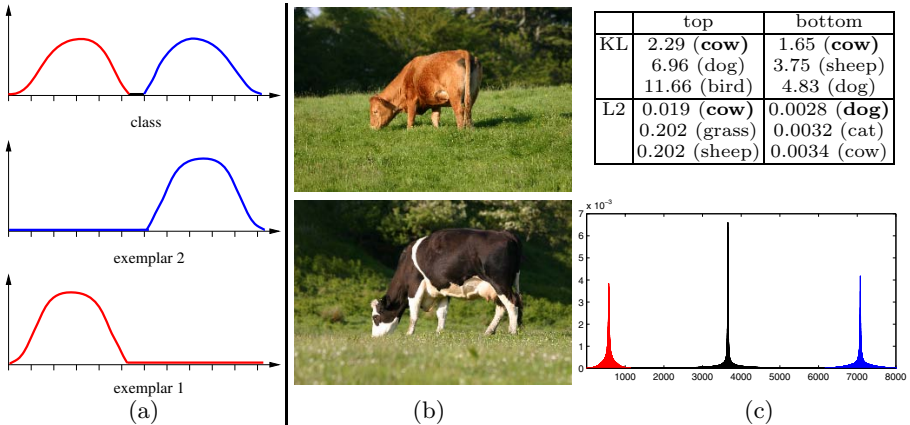 class
exemplar 2
exemplar 1
(a)
(b)
top bottom
KL 2.29 (cow) 1.65 (cow)
6.96 (dog) 3.75 (sheep)
11.66 (bird) 4.83 (dog)
L2 0.019 (cow) 0.0028 (dog)
0.202 (grass) 0.0032 (cat)
0.202 (sheep) 0.0034 (cow)
x 10⁻³
7
6
5
4
3
2
1
0
1000 2000 3000 4000 5000 6000 7000 8000
(c)